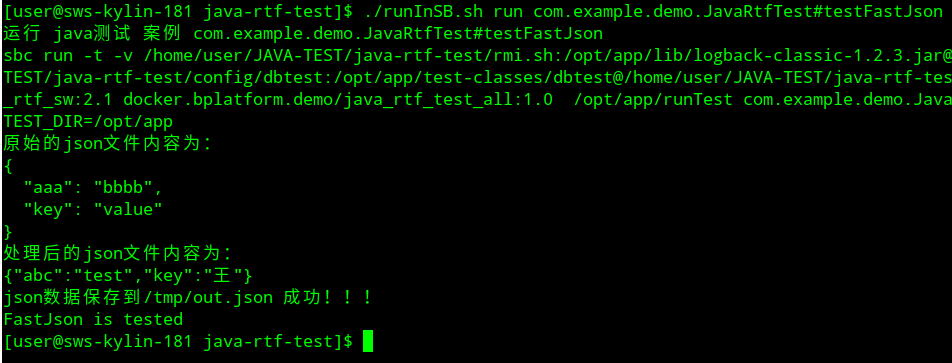 [user@sws-kylin-181 java-rtf-test]$ ./runInSB.sh run com.example.demo.JavaRtfTest#testFastJson
运行 java测试 案例 com.example.demo.JavaRtfTest#testFastJson
sbc run -t -v /home/user/JAVA-TEST/java-rtf-test/rmi.sh:/opt/app/lib/logback-classic-1.2.3.jar@
TEST/java-rtf-test/config/dbtest:/opt/app/test-classes/dbtest@/home/user/JAVA-TEST/java-rtf-tes
_rtf_sw:2.1 docker.bplatform.demo/java_rtf_test_all:1.0  /opt/app/runTest com.example.demo.Java
TEST_DIR=/opt/app
原始的json文件内容为:
{
  "aaa": "bbbb",
  "key": "value"
}
处理后的json文件内容为:
{"abc":"test","key":"王"}
json数据保存到/tmp/out.json 成功!!!
FastJson is tested
[user@sws-kylin-181 java-rtf-test]$